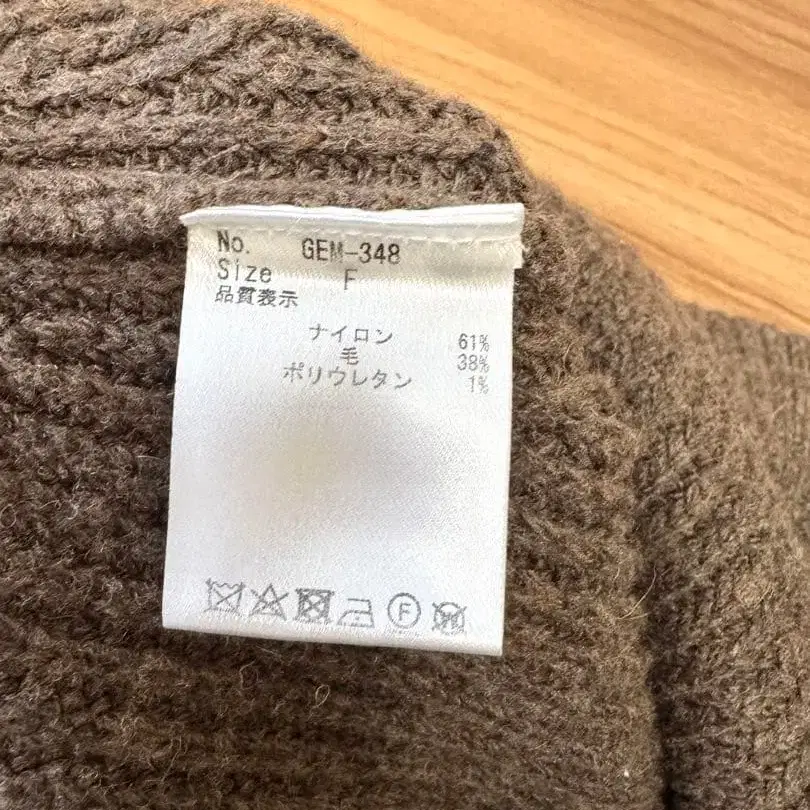 No. GEM-348
Size F
品質表示
ナイロン 61%
毛 38%
ポリウレタン 1%
F
W